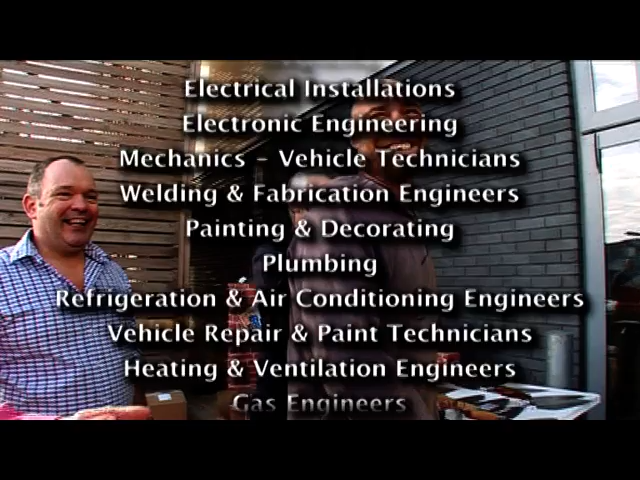 Electrical Installations
Electronic Engineering
Mechanics - Vehicle Technicians
Welding & Fabrication Engineers
Painting & Decorating
Plumbing
Refrigeration & Air Conditioning Engineers
Vehicle Repair & Paint Technicians
Heating & Ventilation Engineers
Gas Engineers